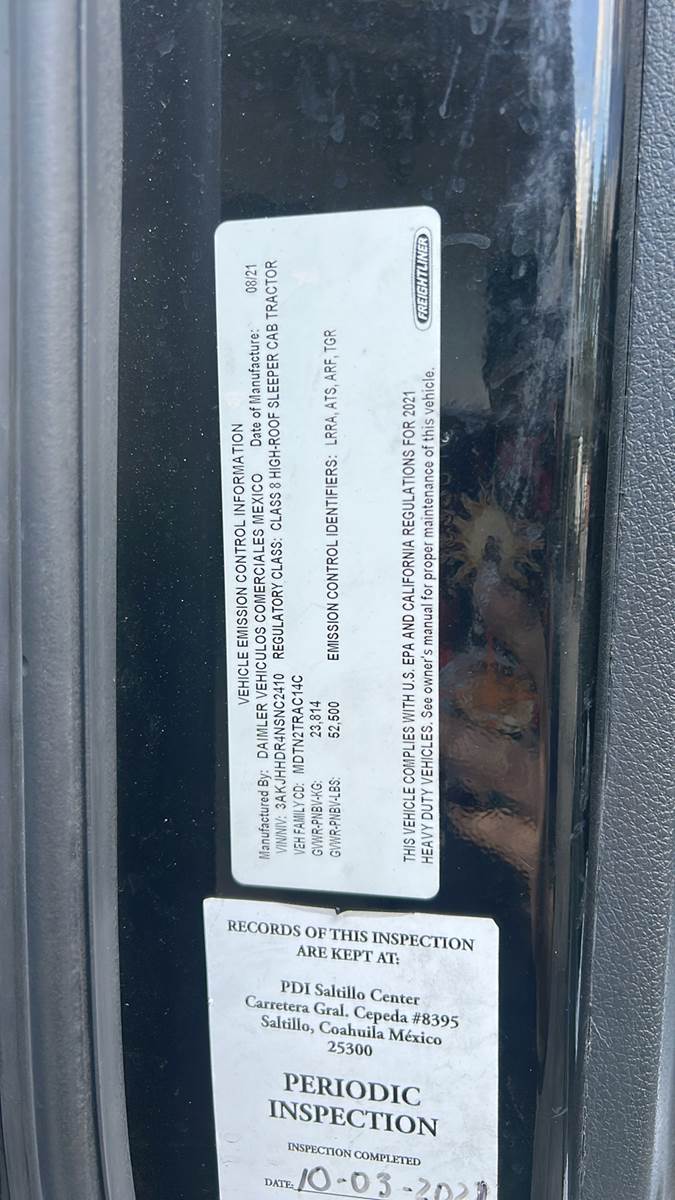 VEHICLE EMISSION CONTROL INFORMATION
Manufactured By: DAIMLER VEHICULOS COMERCIALES MEXICO Date of Manufacture: 08/21
VIN/NIV: 3AKJHHDR4NSNC2410 REGULATORY CLASS: CLASS 8 HIGH-ROOF SLEEPER CAB TRACTOR
VEH FAMILY CD: MDTN2TRAC14C
GVWR-PNBV-KG: 23,814
GVWR-PNBV-LBS: 52,500 EMISSION CONTROL IDENTIFIERS: LRRA, ATS, ARF, TGR
THIS VEHICLE COMPLIES WITH U.S. EPA AND CALIFORNIA REGULATIONS FOR 2021
HEAVY DUTY VEHICLES. See owner's manual for proper maintenance of this vehicle.
FREIGHTLINER
RECORDS OF THIS INSPECTION
ARE KEPT AT:
PDI Saltillo Center
Carretera Gral. Cepeda #8395
Saltillo, Coahuila México
25300
PERIODIC
INSPECTION
INSPECTION COMPLETED
DATE: 10-03-2021